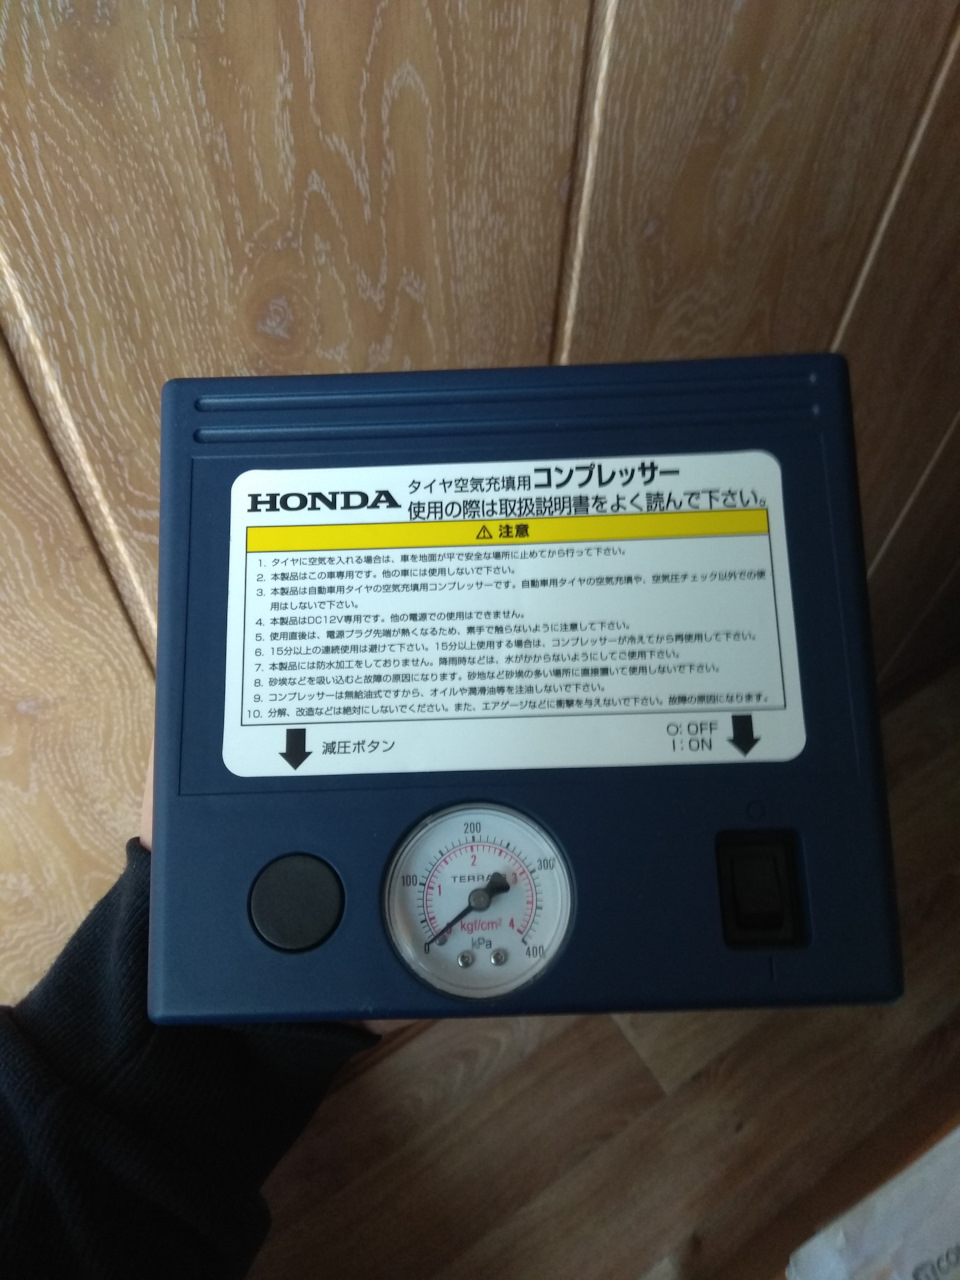 HONDA タイヤ空気充填用コンプレッサー
使用の際は取扱説明書をよく読んで下さい。
⚠ 注意
1. タイヤに空気を入れる場合は、車を地面が平で安全な場所に止めてから行って下さい。
2. 本製品はこの車専用です。他の車には使用しないで下さい。
3. 本製品は自動車用タイヤの空気充填用コンプレッサーです。自動車用タイヤの空気充填や、空気圧チェック以外での使
用はしないで下さい。
4. 本製品はDC12V専用です。他の電源での使用はできません。
5. 使用直後は、電源プラグ先端が熱くなるため、素手で触らないように注意して下さい。
6. 15分以上の連続使用は避けて下さい。15分以上使用する場合は、コンプレッサーが冷えてから再使用して下さい。
7. 本製品には防水加工をしておりません。降雨時などは、水がかからないようにしてご使用下さい。
8. 砂埃などを吸い込むと故障の原因になります。砂地など砂埃の多い場所に直接置いて使用しないで下さい。
9. コンプレッサーは無給油式ですから、オイルや潤滑油等を注油しないで下さい。
10. 分解、改造などは絶対にしないでください。また、エアゲージなどに衝撃を与えないで下さい。故障の原因になります。
減圧ボタン
O: OFF
I: ON
0 100 200 300 400
1 2 3 4
kgf/cm²
kPa